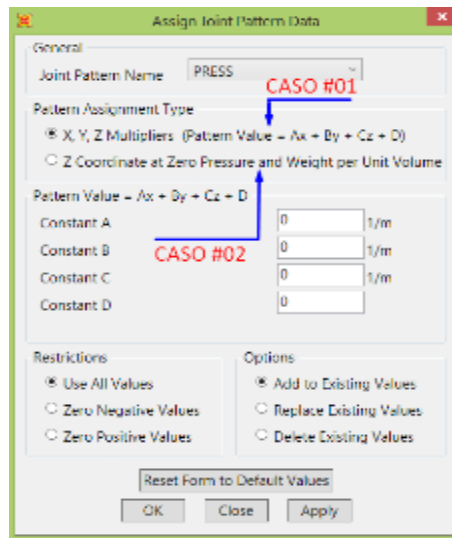 Assign Joint Pattern Data
General
Joint Pattern Name PRESS
CASO #01
Pattern Assignment Type
X, Y, Z Multipliers (Pattern Value = Ax + By + Cz + D)
Z Coordinate at Zero Pressure and Weight per Unit Volume
Pattern Value = Ax + By + Cz + D
Constant A 0 1/m
Constant B 0 1/m
CASO #02
Constant C 0 1/m
Constant D 0
Restrictions Options
Use All Values Add to Existing Values
Zero Negative Values Replace Existing Values
Zero Positive Values Delete Existing Values
Reset Form to Default Values
OK Close Apply